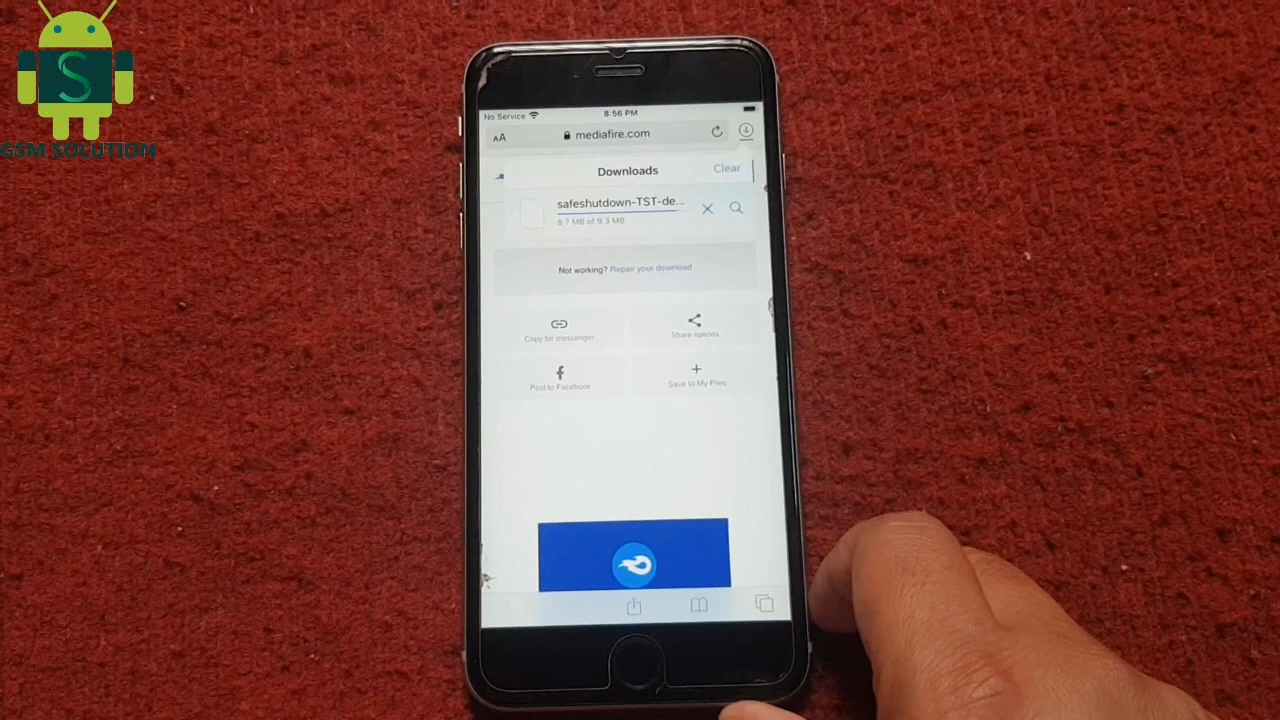 S
GSM SOLUTION
No Service
8:56 PM
AA
mediafire.com
Downloads
Clear
safeshutdown-TST-de...
8.7 MB of 9.3 MB
Not working? Repair your download
Copy for messenger
Share options
Post to Facebook
Save to My Files